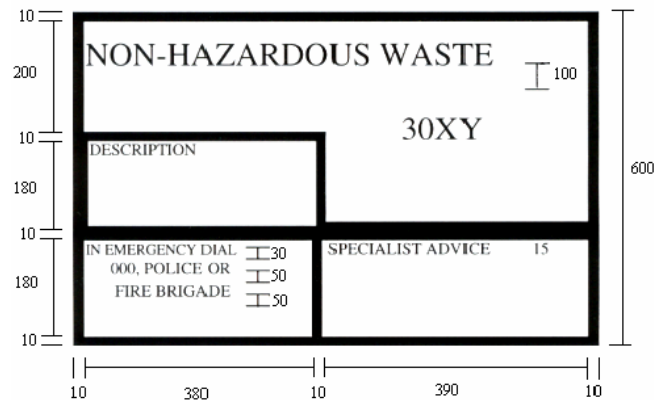 10
200
NON-HAZARDOUS WASTE
100
30XY
10
DESCRIPTION
180
600
10
IN EMERGENCY DIAL
000, POLICE OR
FIRE BRIGADE
30
50
50
SPECIALIST ADVICE 15
180
10
10 380 10 390 10